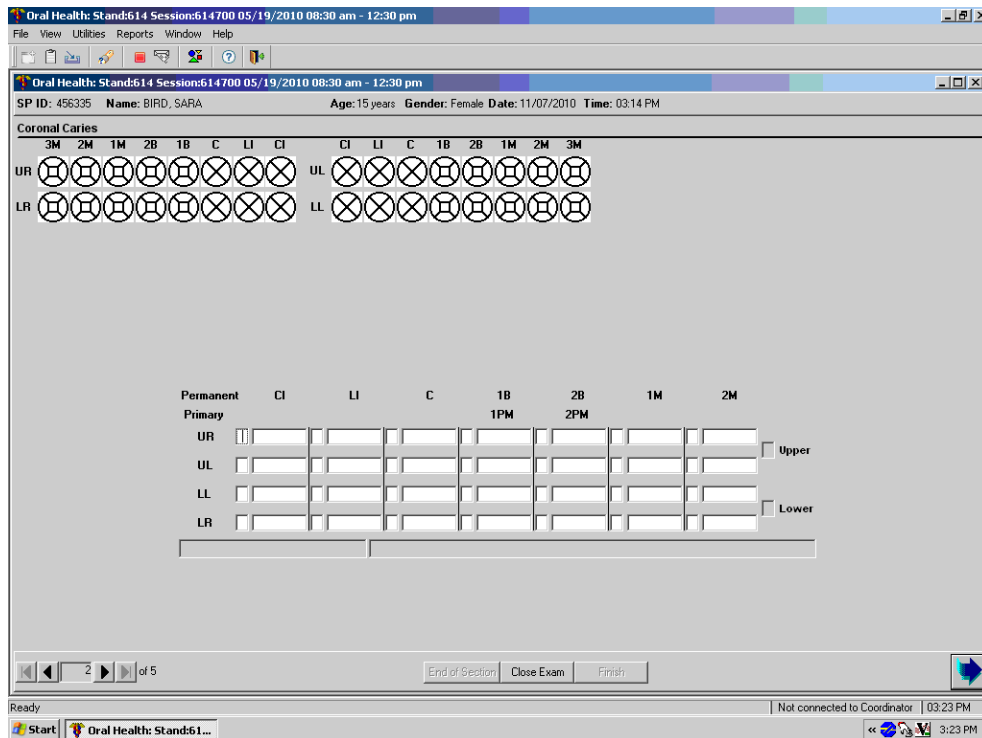 Oral Health: Stand:614 Session:614700 05/19/2010 08:30 am - 12:30 pm
File View Utilities Reports Window Help
Oral Health: Stand:614 Session:614700 05/19/2010 08:30 am - 12:30 pm
SP ID: 456335 Name: BIRD, SARA Age: 15 years Gender: Female Date: 11/07/2010 Time: 03:14 PM
Coronal Caries
3M 2M 1M 2B 1B C LI CI CI LI C 1B 2B 1M 2M 3M
UR UL
LR LL
Permanent CI LI C 1B 2B 1M 2M
Primary 1PM 2PM
UR
Upper
UL
LL
Lower
LR
2 of 5 End of Section Close Exam Finish
Ready Not connected to Coordinator 03:23 PM
Start Oral Health: Stand:61... « 3:23 PM